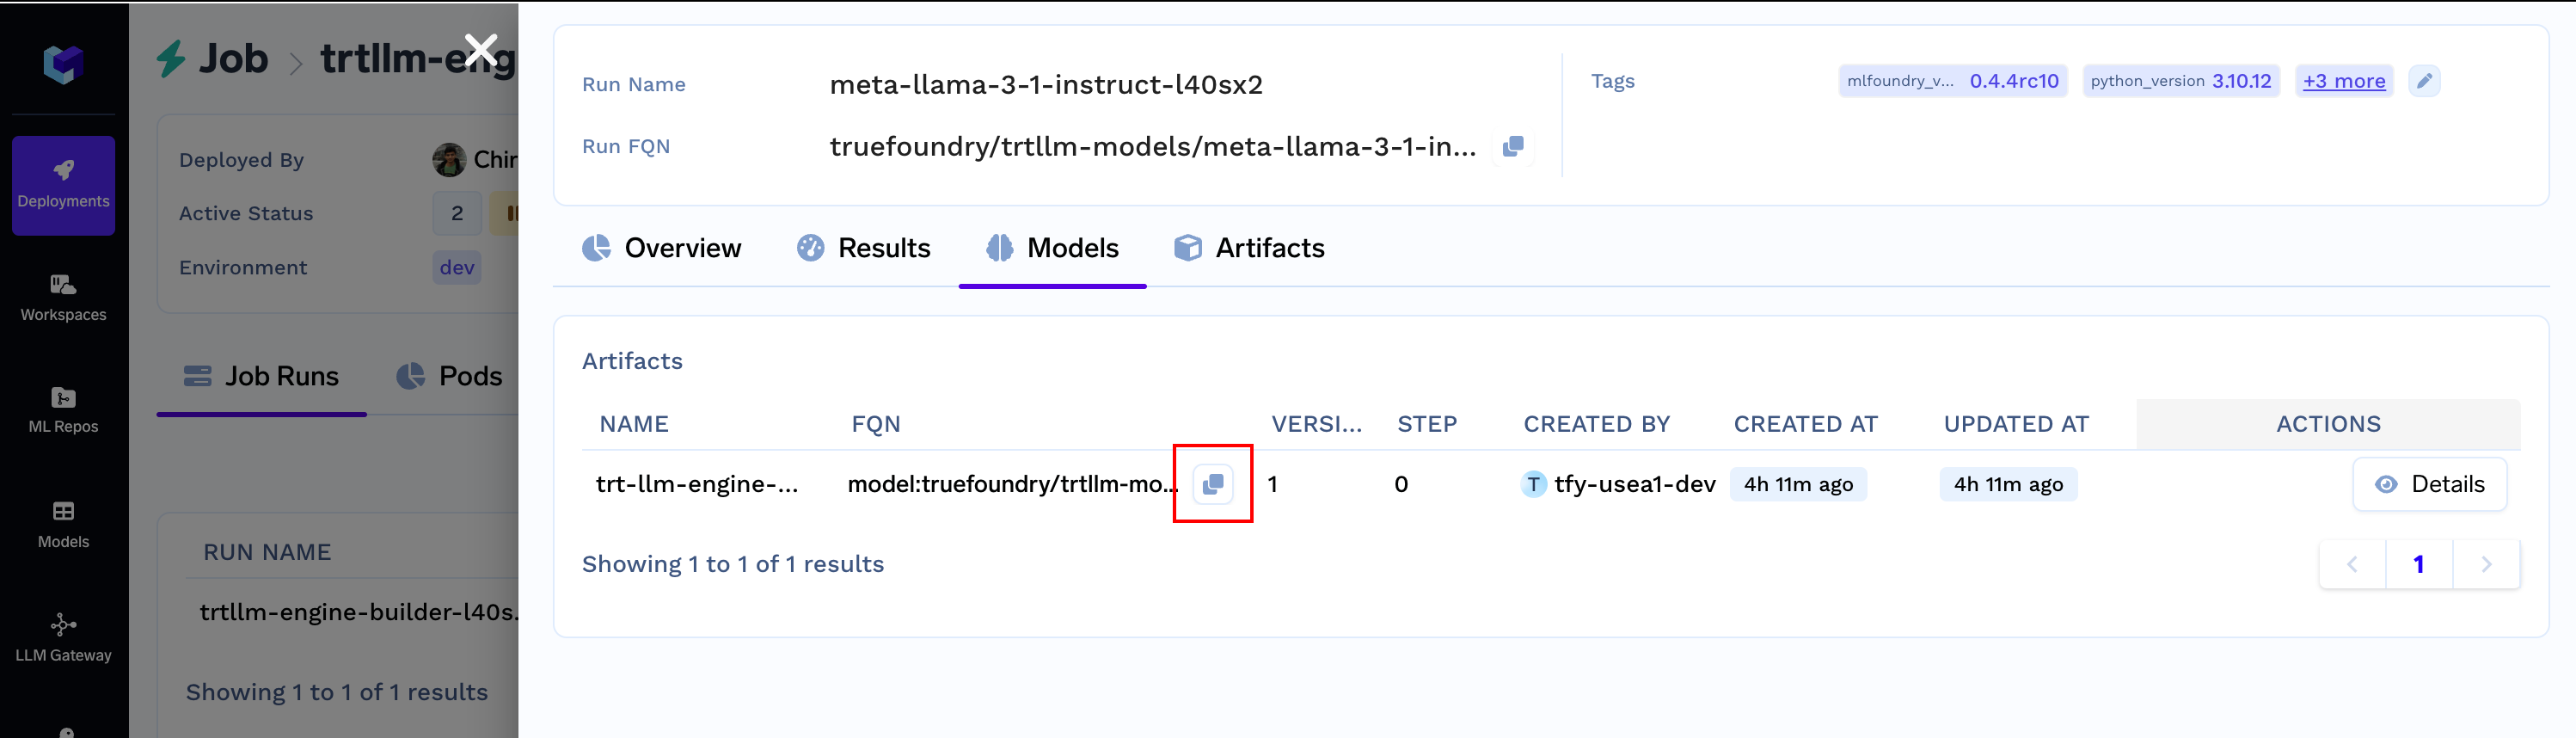 Job > trtllm-eng
Deployed By Chir
Active Status 2
Environment dev
Job Runs Pods
RUN NAME
trtllm-engine-builder-l40s.
Showing 1 to 1 of 1 results
Deployments
Workspaces
ML Repos
Models
LLM Gateway
Run Name meta-llama-3-1-instruct-l40sx2
Run FQN truefoundry/trtllm-models/meta-llama-3-1-in...
Tags mlfoundry_v... 0.4.4rc10 python_version 3.10.12 +3 more
Overview Results Models Artifacts
Artifacts
NAME FQN VERSI... STEP CREATED BY CREATED AT UPDATED AT ACTIONS
trt-llm-engine-... model:truefoundry/trtllm-mo... 1 0 T tfy-usea1-dev 4h 11m ago 4h 11m ago Details
Showing 1 to 1 of 1 results
< 1 >